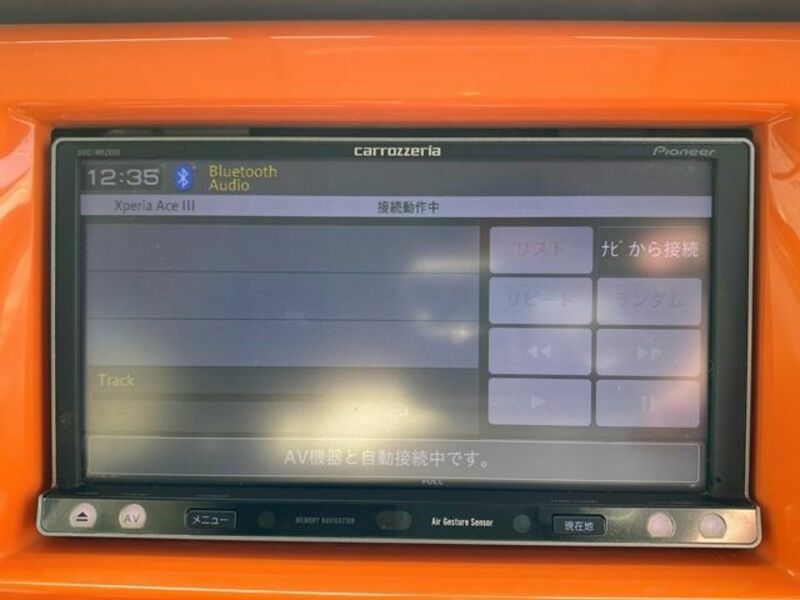 carrozzeria
Pioneer
12:35
Bluetooth
Audio
Xperia Ace III
接続動作中
リスト
ナビから接続
リピート
ランダム
Track
AV機器と自動接続中です。
AV
メニュー
MEMORY NAVIGATION
Air Gesture Sensor
現在地